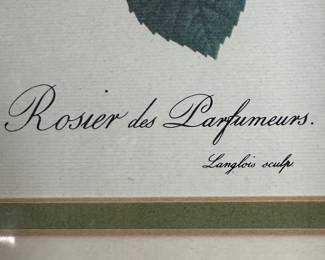 Rosier des Parfumeurs.
Langlois sculp.